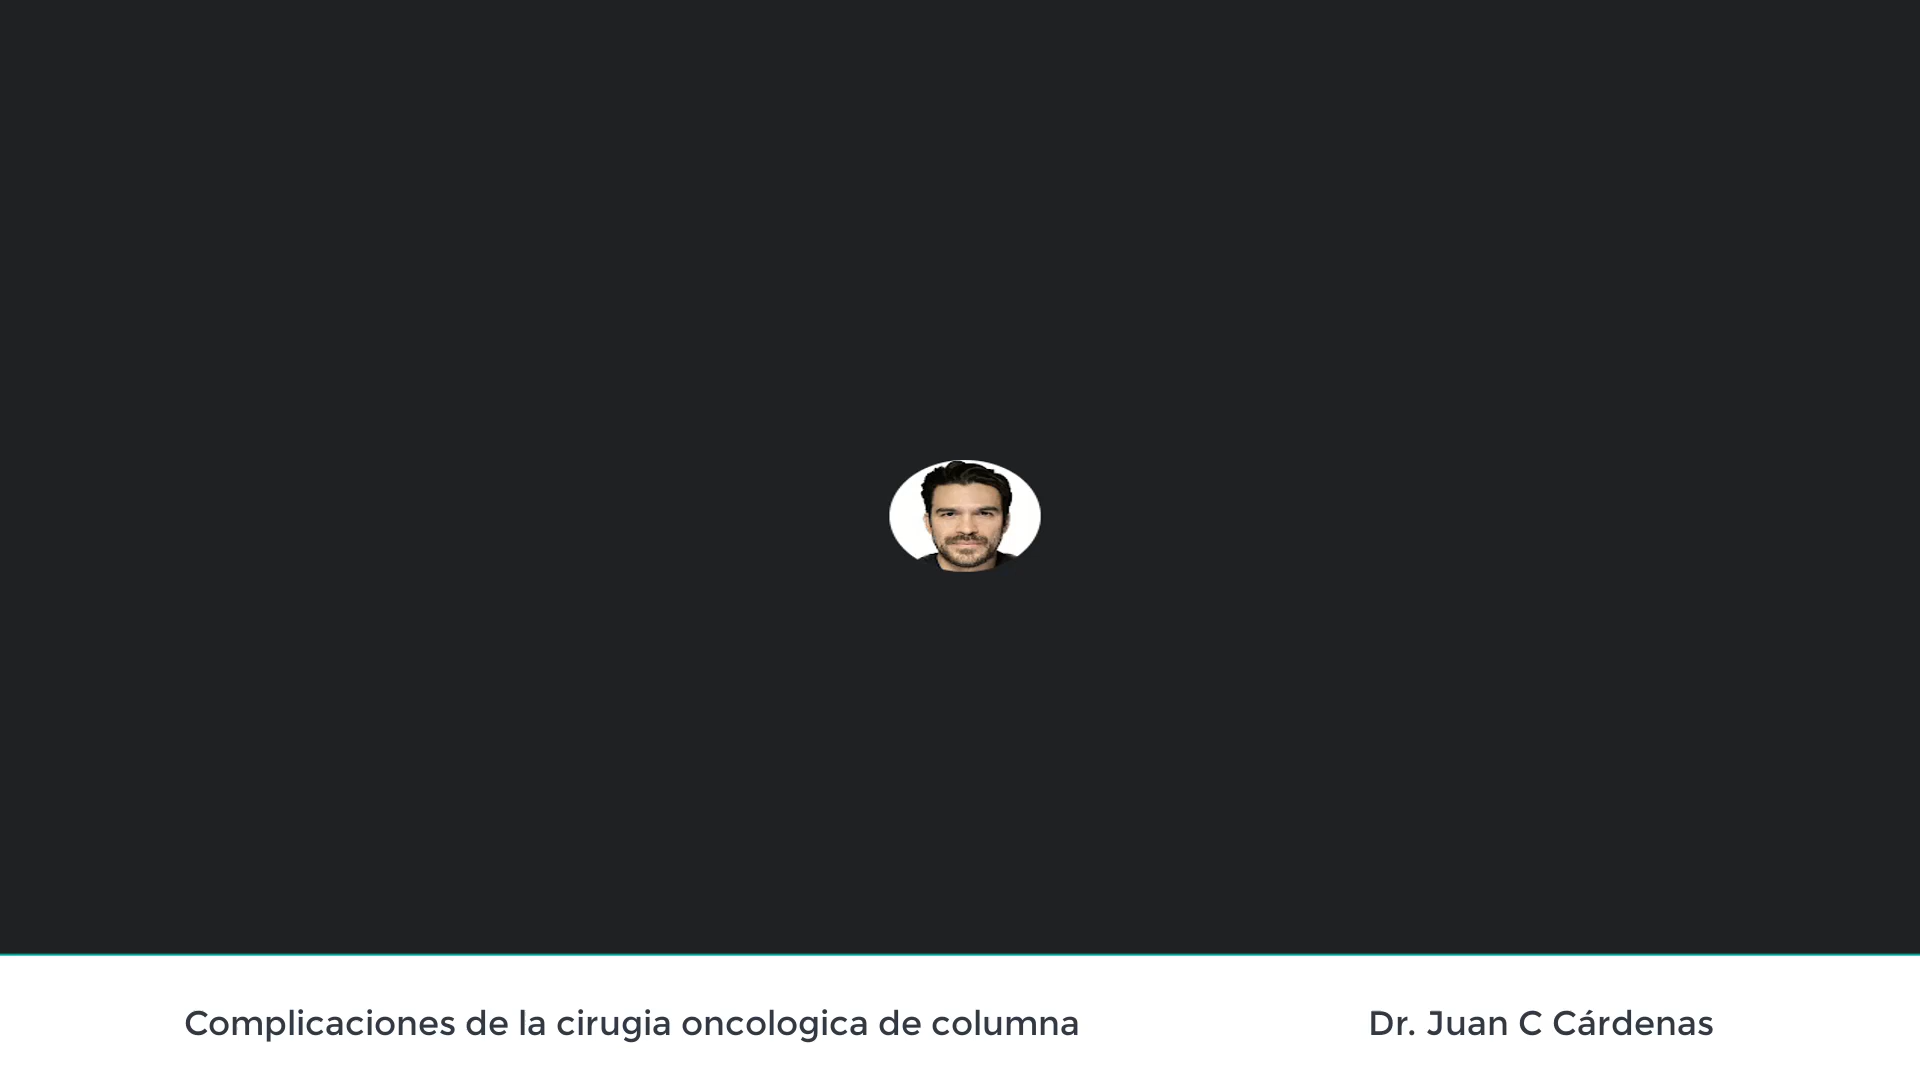 Complicaciones de la cirugia oncologica de columna
Dr. Juan C Cárdenas